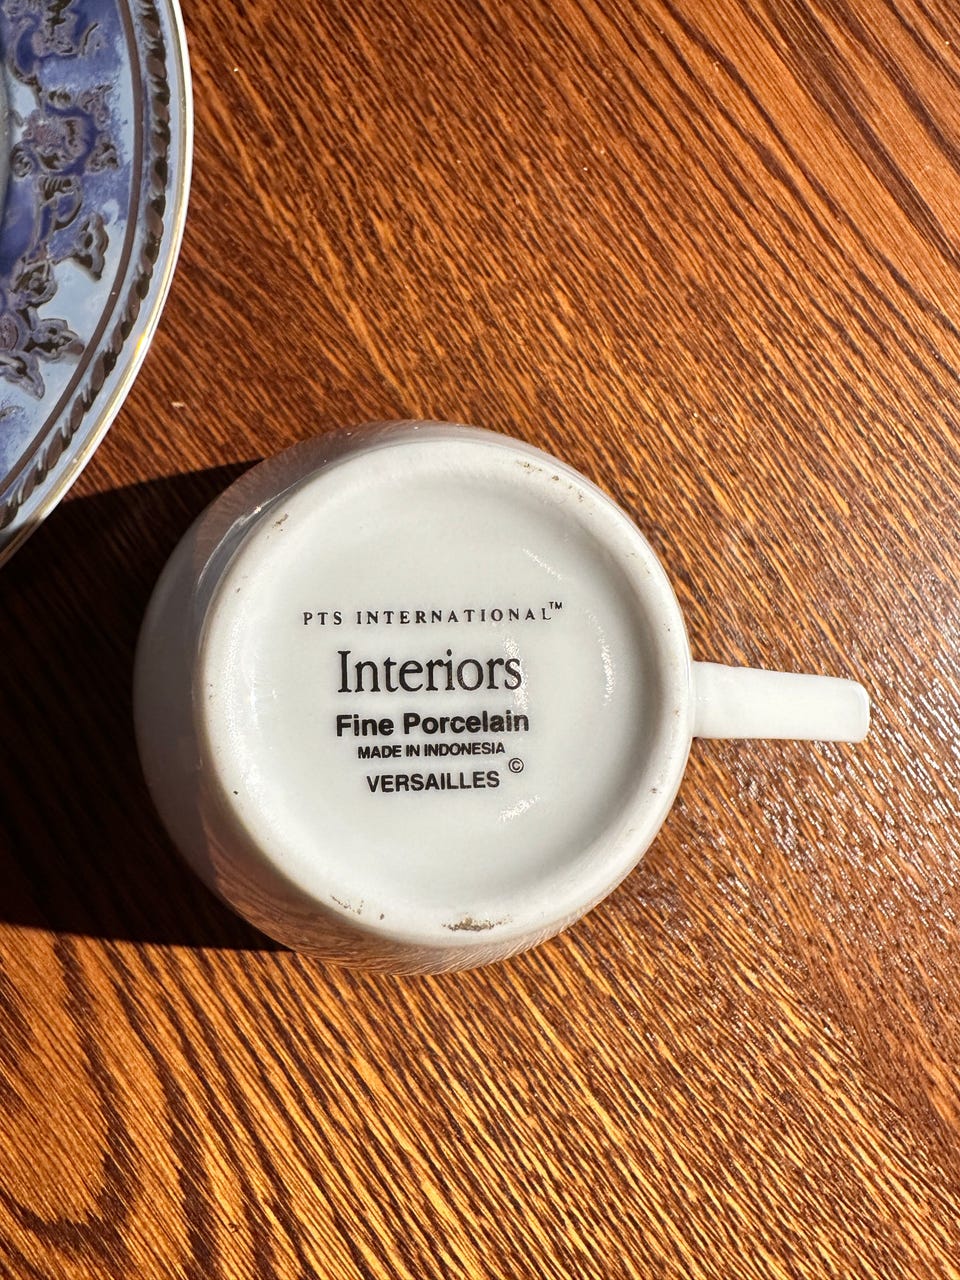 PTS INTERNATIONAL™
Interiors
Fine Porcelain
MADE IN INDONESIA
VERSAILLES ©